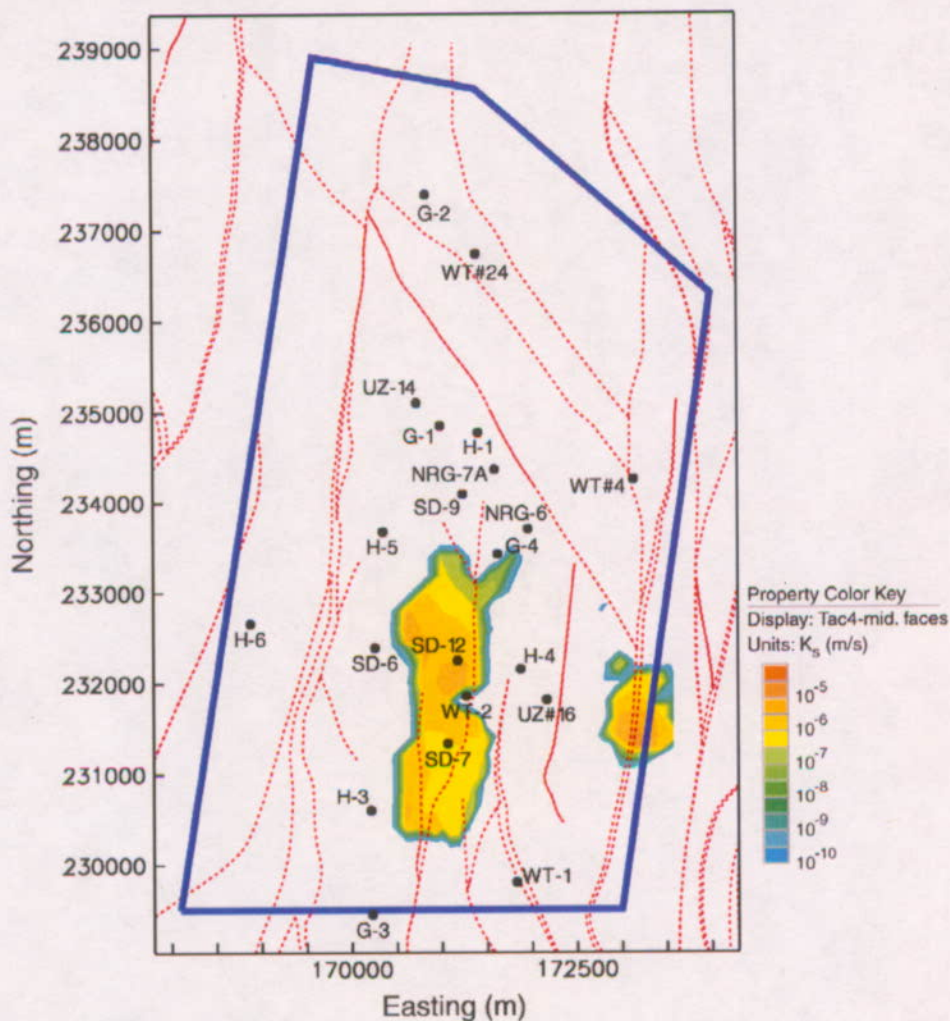 239000
238000
237000
236000
235000
234000
233000
232000
231000
230000
Northing (m)
G-2
WT#24
UZ-14
G-1
H-1
NRG-7A
WT#4
SD-9
NRG-6
H-5
G-4
H-6
SD-6
SD-12
H-4
WT-2
UZ#16
SD-7
H-3
WT-1
G-3
170000
172500
Easting (m)
Property Color Key
Display: Tac4-mid. faces
Units: Ks (m/s)
10-5
10-6
10-7
10-8
10-9
10-10